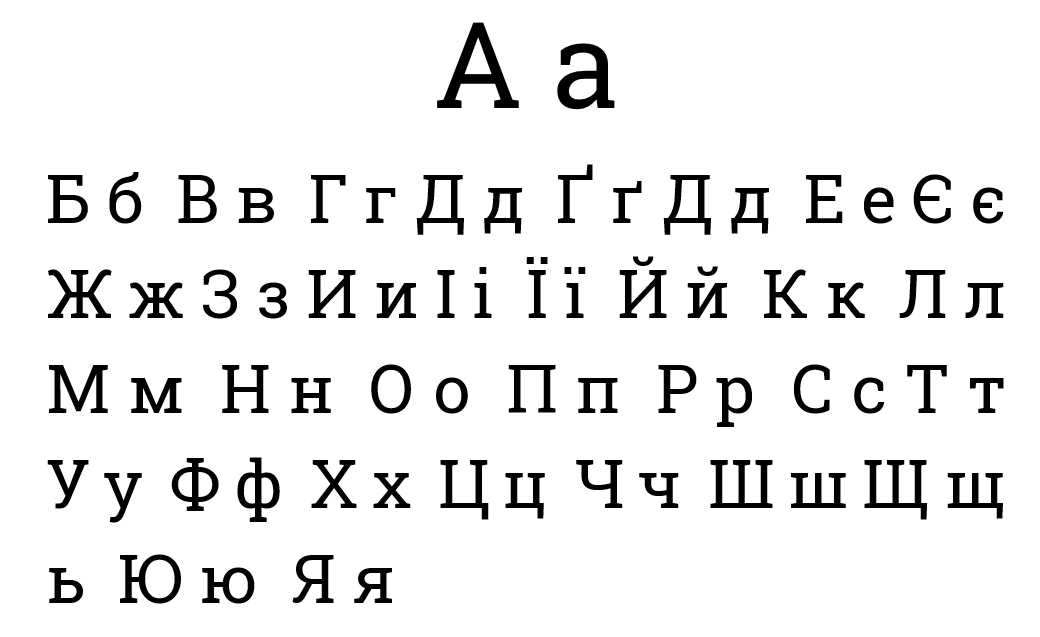 А а
Б б В в Г г Д д Ґ ґ Д д Е е Є є
Ж ж З з И и І і Ї ї Й й К к Л л
М м Н н О о П п Р р С с Т т
У у Ф ф Х х Ц ц Ч ч Ш ш Щ щ
ь Ю ю Я я